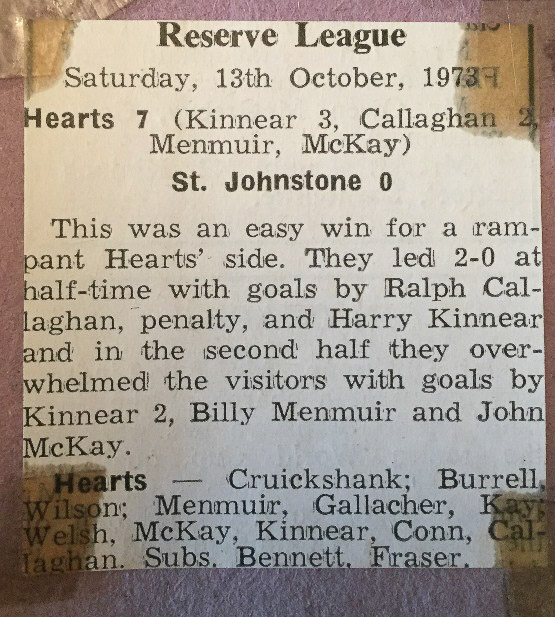 Reserve League
Saturday, 13th October, 1973
Hearts 7 (Kinnear 3, Callaghan 2,
Menmuir, McKay)
St. Johnstone 0
This was an easy win for a ram-
pant Hearts' side. They led 2-0 at
half-time with goals by Ralph Cal-
laghan, penalty, and Harry Kinnear
and in the second half they over-
whelmed the visitors with goals by
Kinnear 2, Billy Menmuir and John
McKay.
Hearts — Cruickshank; Burrell,
Wilson; Menmuir, Gallacher, Kay;
Welsh, McKay, Kinnear, Conn, Cal-
laghan. Subs. Bennett, Fraser.